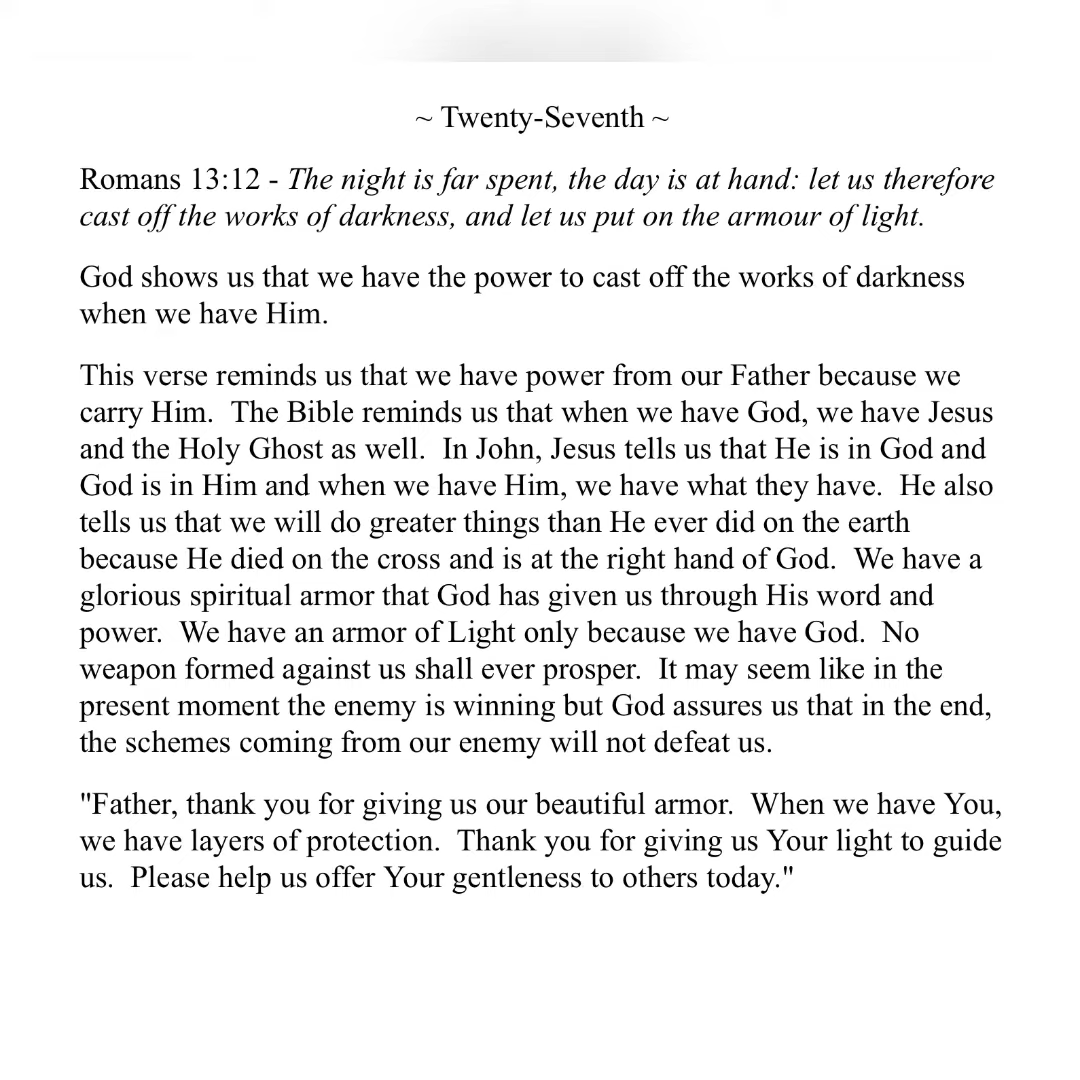 ~ Twenty-Seventh ~
Romans 13:12 - The night is far spent, the day is at hand: let us therefore
cast off the works of darkness, and let us put on the armour of light.
God shows us that we have the power to cast off the works of darkness
when we have Him.
This verse reminds us that we have power from our Father because we
carry Him.  The Bible reminds us that when we have God, we have Jesus
and the Holy Ghost as well.  In John, Jesus tells us that He is in God and
God is in Him and when we have Him, we have what they have.  He also
tells us that we will do greater things than He ever did on the earth
because He died on the cross and is at the right hand of God.  We have a
glorious spiritual armor that God has given us through His word and
power.  We have an armor of Light only because we have God.  No
weapon formed against us shall ever prosper.  It may seem like in the
present moment the enemy is winning but God assures us that in the end,
the schemes coming from our enemy will not defeat us.
"Father, thank you for giving us our beautiful armor.  When we have You,
we have layers of protection.  Thank you for giving us Your light to guide
us.  Please help us offer Your gentleness to others today."